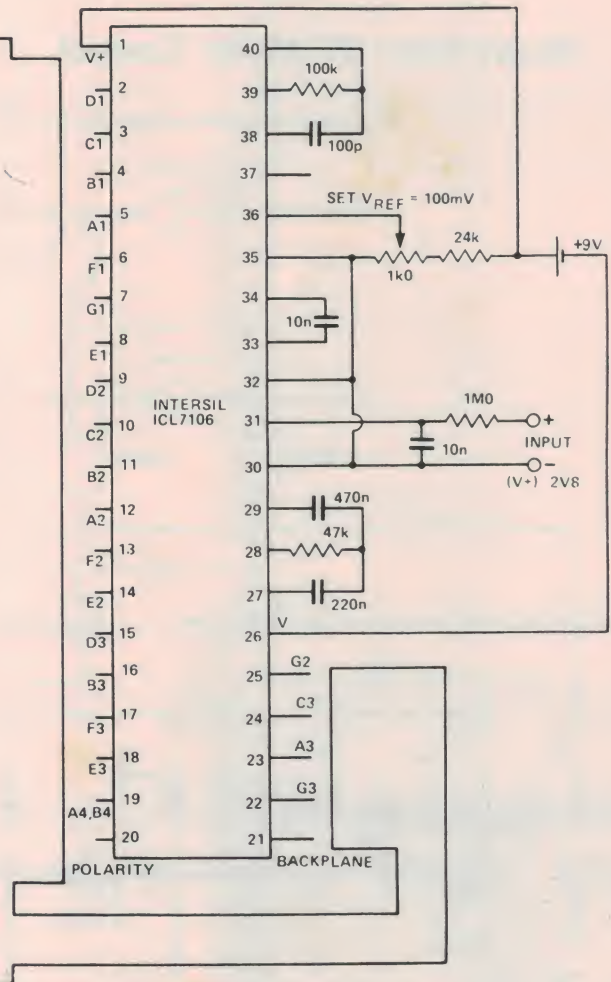 V+ 1
D1 2
C1 3
B1 4
A1 5
F1 6
G1 7
E1 8
D2 9
C2 10
B2 11
A2 12
F2 13
E2 14
D3 15
B3 16
F3 17
E3 18
A4,B4 19
20
POLARITY
INTERSIL
ICL7106
40
39
38
37
36
35
34
33
32
31
30
29
28
27
V
26
25 G2
24 C3
23 A3
22 G3
21
BACKPLANE
100k
100p
SET VREF = 100mV
24k
+9V
1k0
10n
1M0
+
INPUT
10n
-
(V+) 2V8
470n
47k
220n